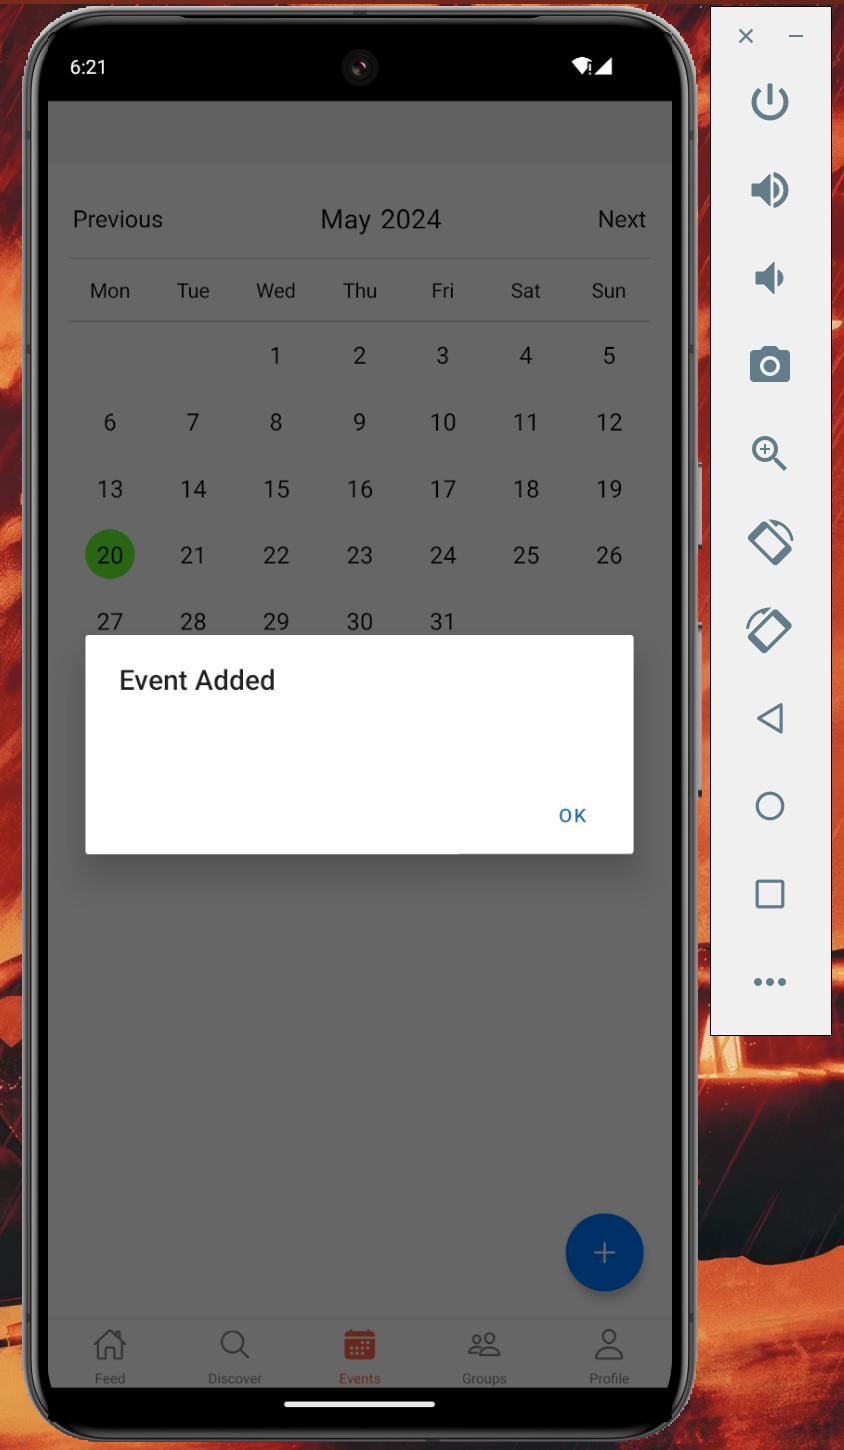 6:21
Previous May 2024 Next
Mon Tue Wed Thu Fri Sat Sun
1 2 3 4 5
6 7 8 9 10 11 12
13 14 15 16 17 18 19
20 21 22 23 24 25 26
27 28 29 30 31
Event Added
OK
Feed Discover Events Groups Profile